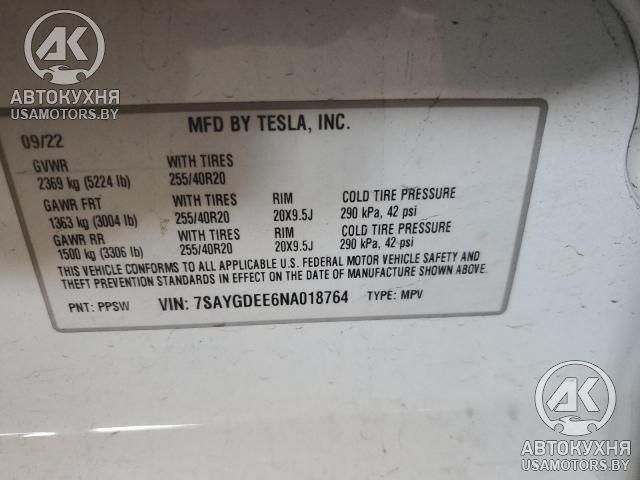 АК
АВТОКУХНЯ
USAMOTORS.BY
MFD BY TESLA, INC.
09/22
GVWR WITH TIRES
2369 kg (5224 lb) 255/40R20
GAWR FRT WITH TIRES RIM COLD TIRE PRESSURE
1363 kg (3004 lb) 255/40R20 20X9.5J 290 kPa, 42 psi
GAWR RR WITH TIRES RIM COLD TIRE PRESSURE
1500 kg (3306 lb) 255/40R20 20X9.5J 290 kPa, 42 psi
THIS VEHICLE CONFORMS TO ALL APPLICABLE U.S. FEDERAL MOTOR VEHICLE SAFETY AND
THEFT PREVENTION STANDARDS IN EFFECT ON THE DATE OF MANUFACTURE SHOWN ABOVE.
PNT: PPSW VIN: 7SAYGDEE6NA018764 TYPE: MPV
АК
АВТОКУХНЯ
USAMOTORS.BY